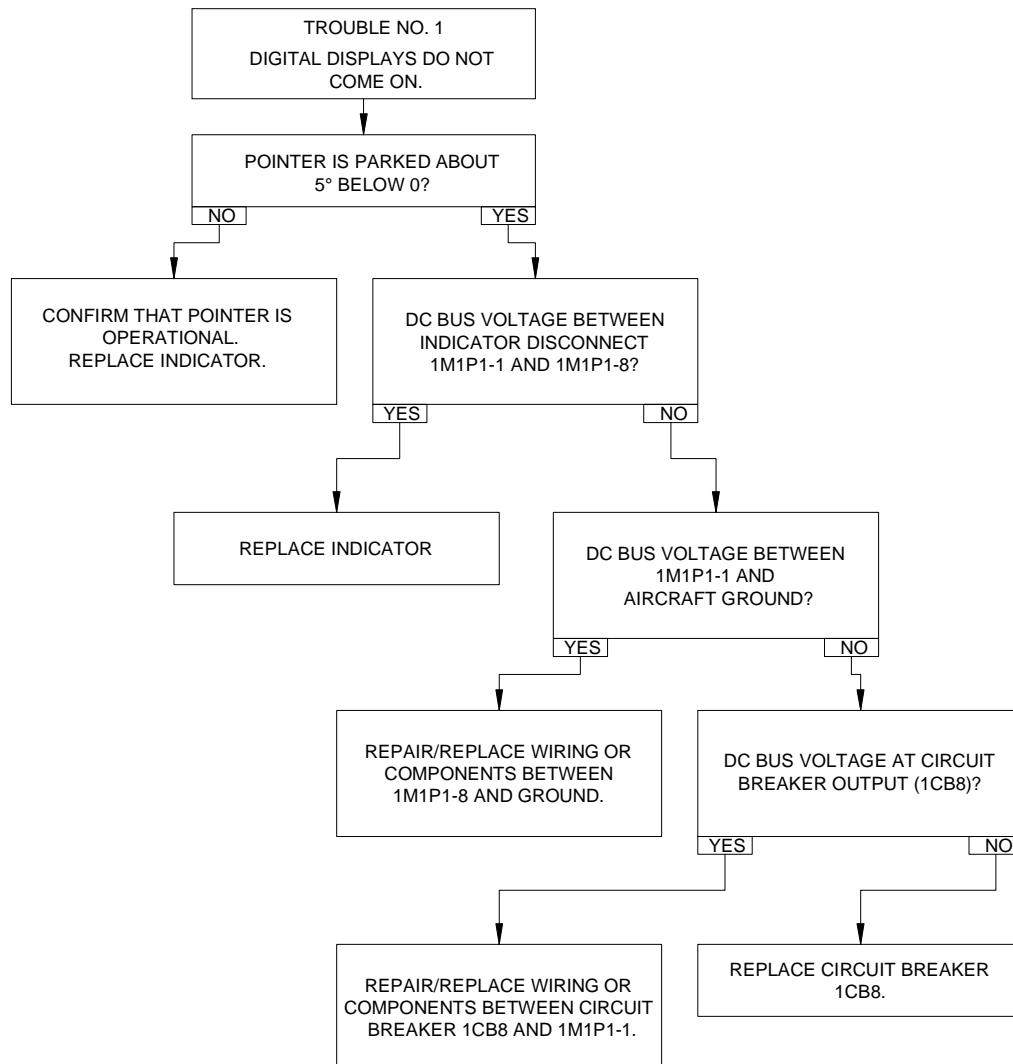 TROUBLE NO. 1
DIGITAL DISPLAYS DO NOT
COME ON.
POINTER IS PARKED ABOUT
5° BELOW 0?
NO
YES
CONFIRM THAT POINTER IS
OPERATIONAL.
REPLACE INDICATOR.
DC BUS VOLTAGE BETWEEN
INDICATOR DISCONNECT
1M1P1-1 AND 1M1P1-8?
YES
NO
REPLACE INDICATOR
DC BUS VOLTAGE BETWEEN
1M1P1-1 AND
AIRCRAFT GROUND?
YES
NO
REPAIR/REPLACE WIRING OR
COMPONENTS BETWEEN
1M1P1-8 AND GROUND.
DC BUS VOLTAGE AT CIRCUIT
BREAKER OUTPUT (1CB8)?
YES
NO
REPAIR/REPLACE WIRING OR
COMPONENTS BETWEEN CIRCUIT
BREAKER 1CB8 AND 1M1P1-1.
REPLACE CIRCUIT BREAKER
1CB8.